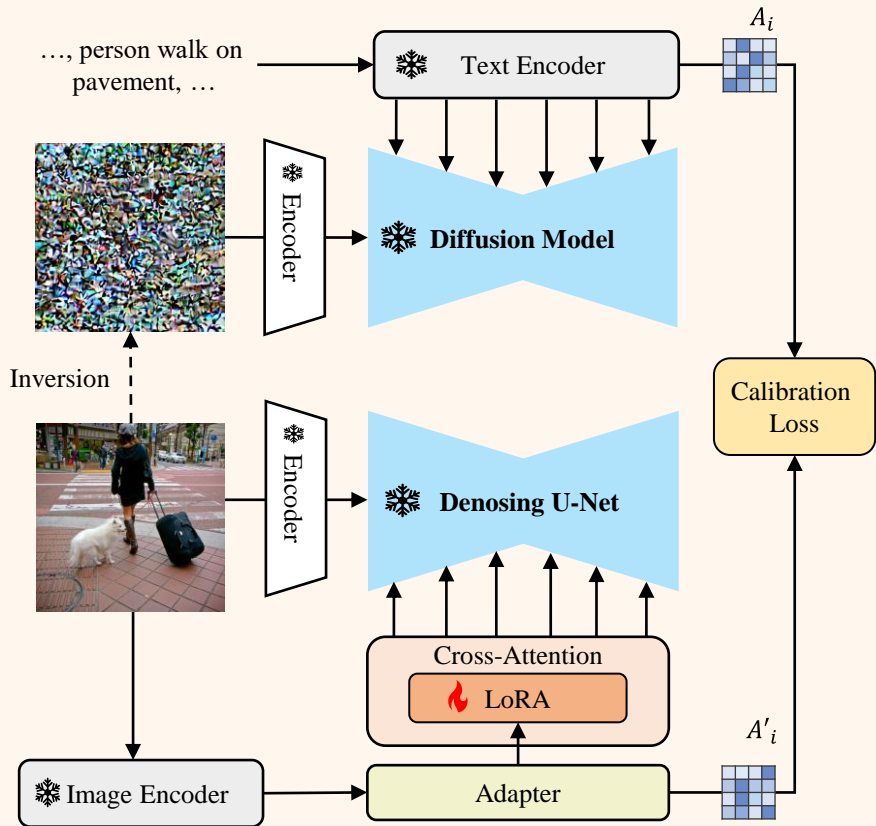 …, person walk on
pavement, …
Text Encoder
A_i
Encoder
Diffusion Model
Inversion
Calibration
Loss
Encoder
Denosing U-Net
Cross-Attention
LoRA
A'_i
Image Encoder
Adapter